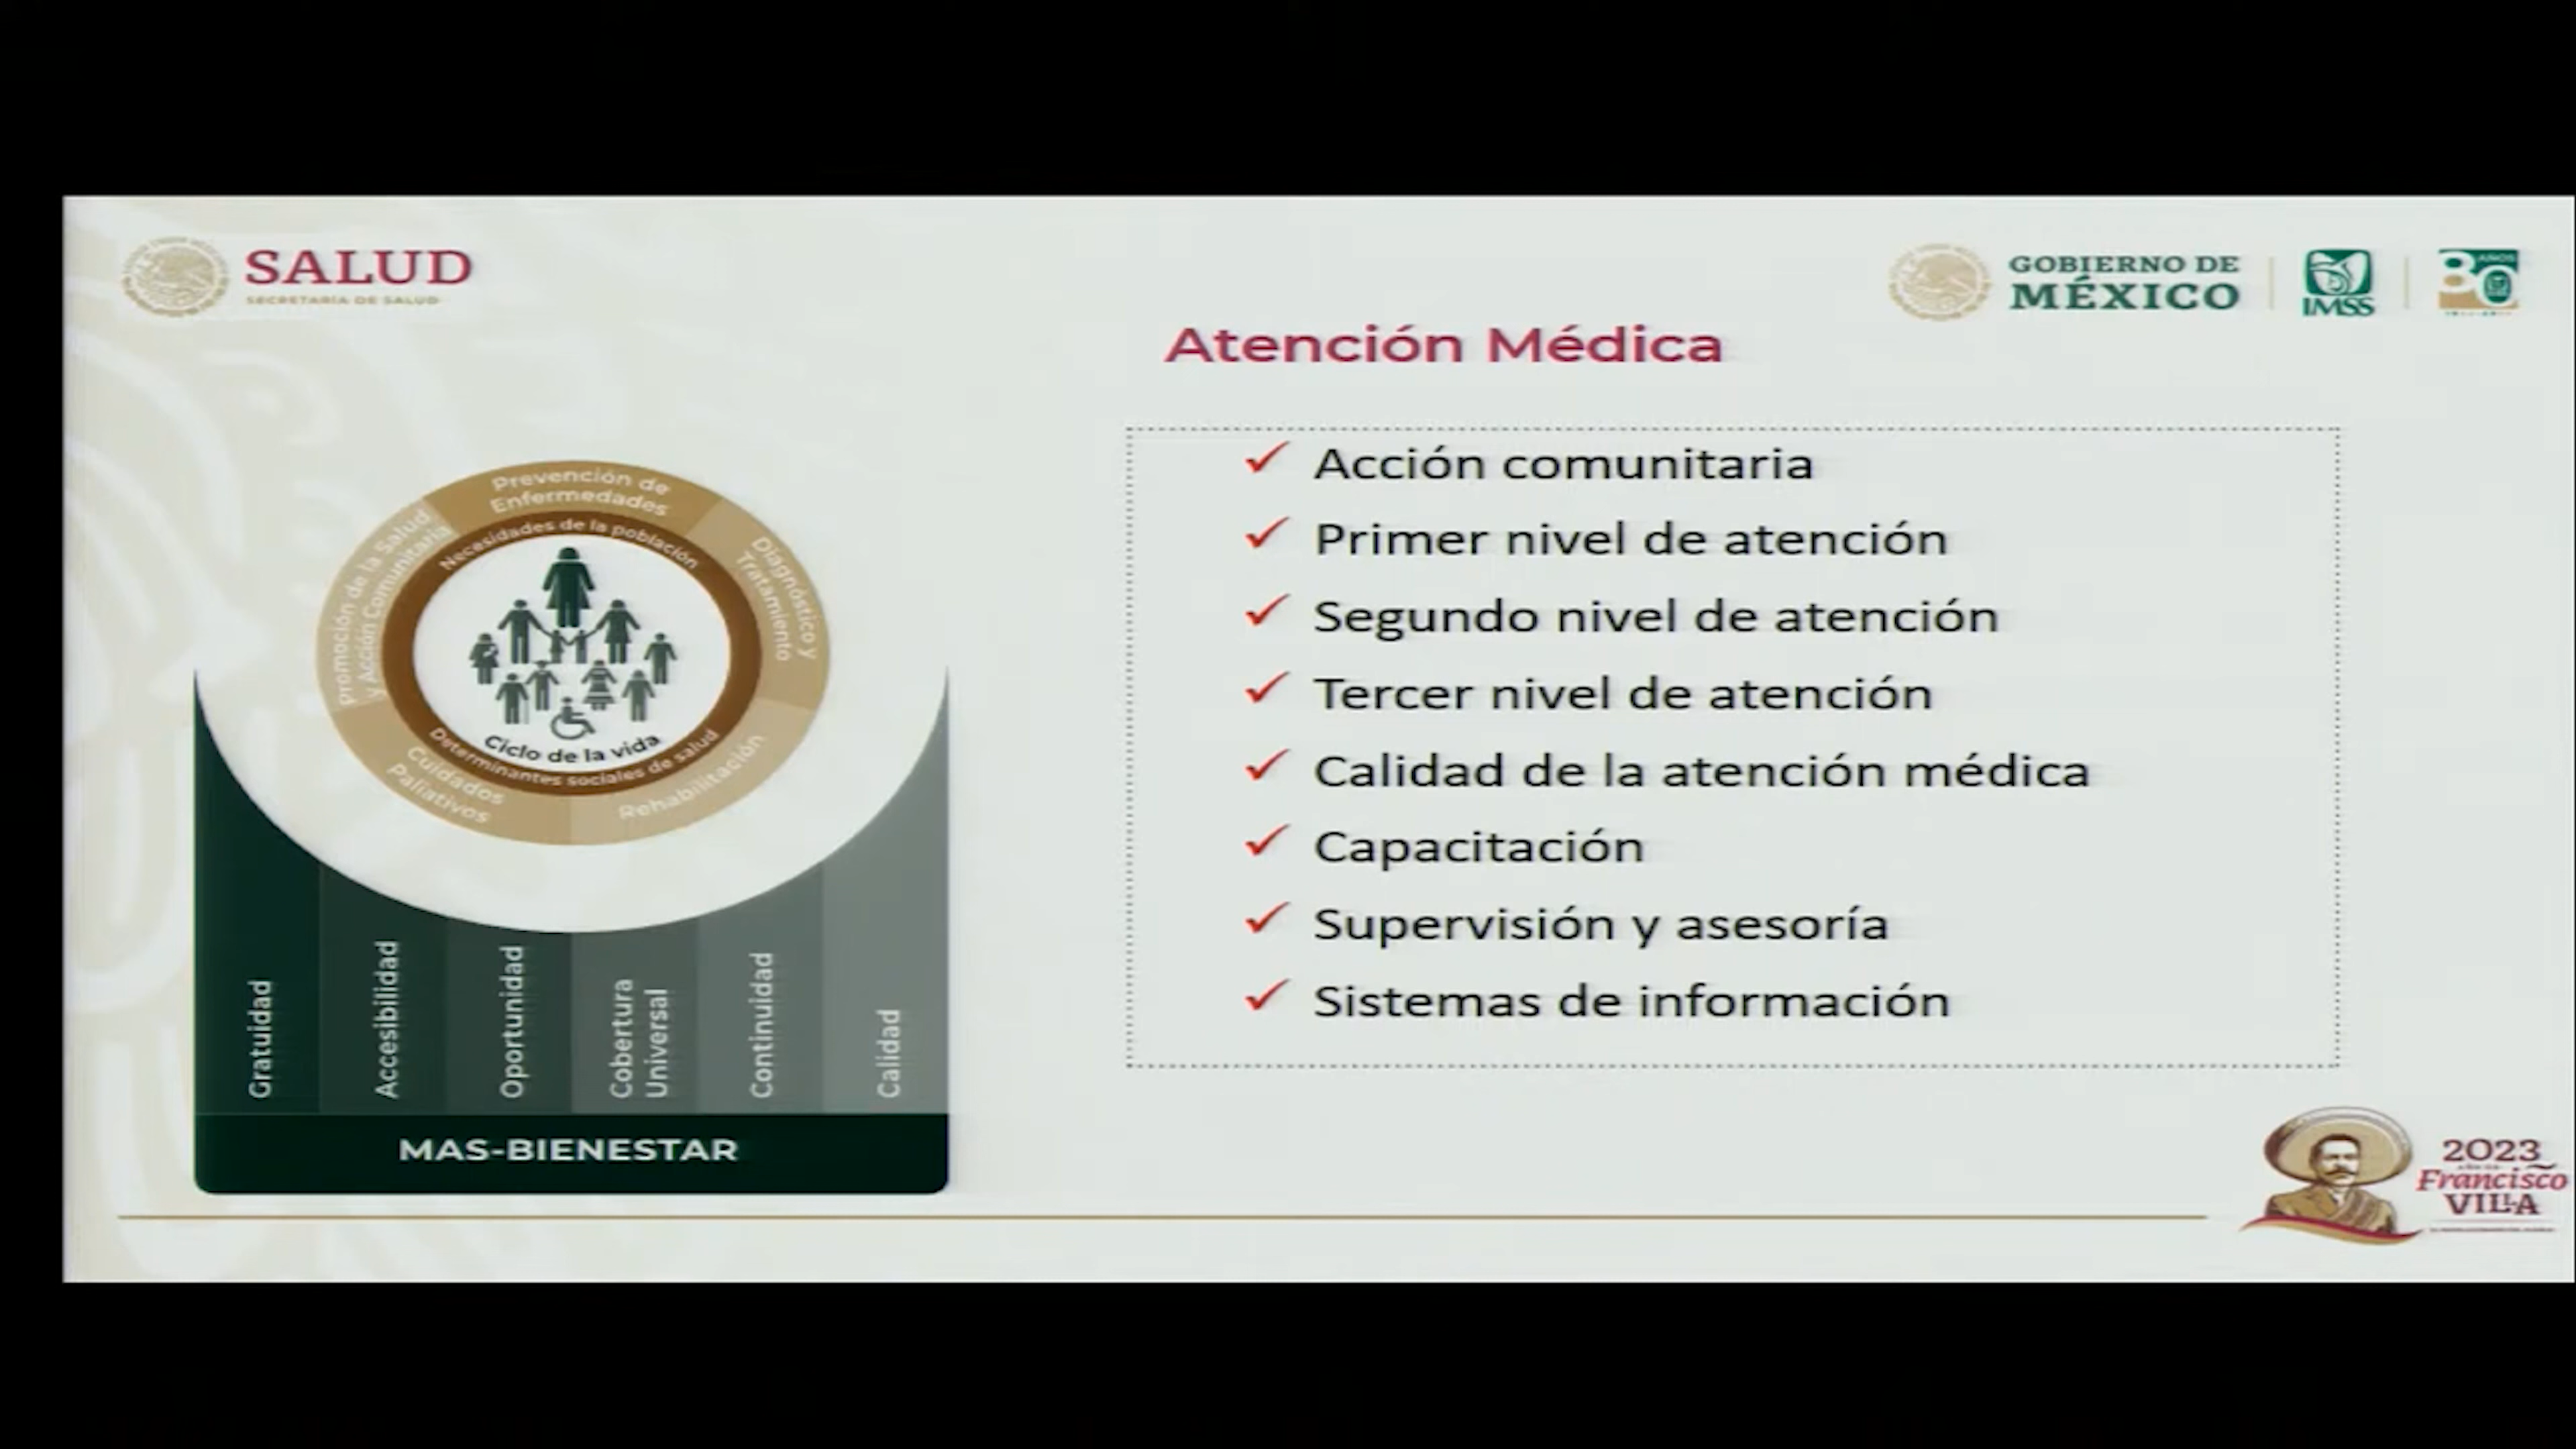 SALUD
SECRETARÍA DE SALUD
GOBIERNO DE
MÉXICO
IMSS
AÑOS
Atención Médica
Prevención de
Enfermedades
Diagnóstico y
Tratamiento
Rehabilitación
Cuidados
Paliativos
Promoción de la Salud
y Acción Comunitaria
Necesidades de la población
Determinantes sociales de salud
Ciclo de la vida
Gratuidad
Accesibilidad
Oportunidad
Cobertura
Universal
Continuidad
Calidad
MAS-BIENESTAR
✓ Acción comunitaria
✓ Primer nivel de atención
✓ Segundo nivel de atención
✓ Tercer nivel de atención
✓ Calidad de la atención médica
✓ Capacitación
✓ Supervisión y asesoría
✓ Sistemas de información
2023
Francisco
VILLA